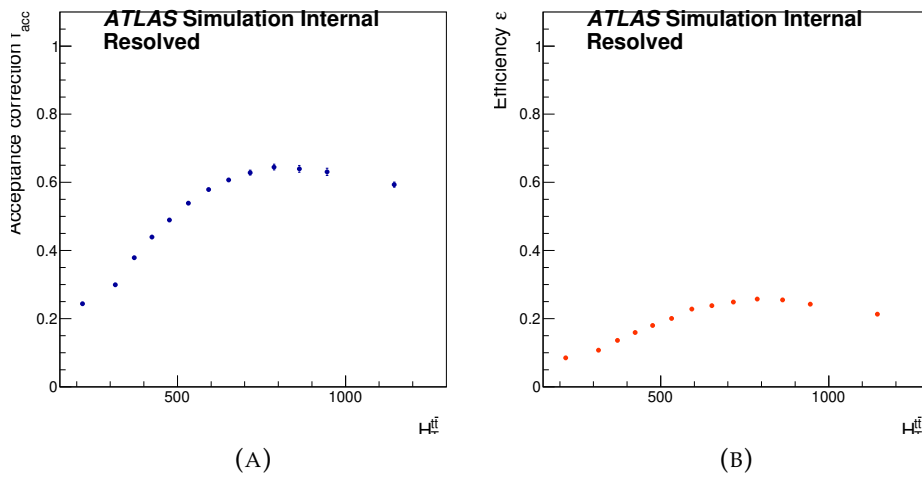 ATLAS Simulation Internal
Resolved
Acceptance correction
acc
1
0.8
0.6
0.4
0.2
0
500
1000
(A)
ATLAS Simulation Internal
Resolved
Efficiency ε
1
0.8
0.6
0.4
0.2
0
500
1000
(B)